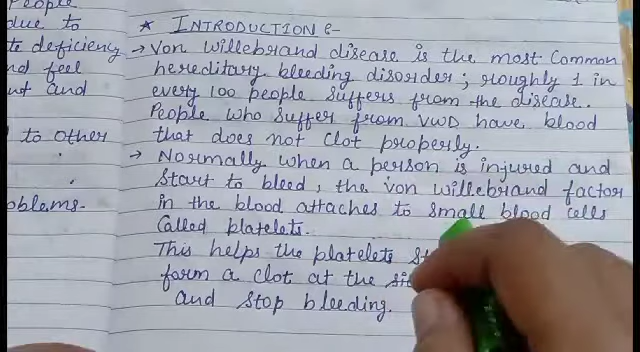 People
due to
deficiency
feel
and
to other
oblems.
★ INTRODUCTION :-
→ Von willebrand disease is the most common
hereditary bleeding disorder; roughly 1 in
every 100 people suffers from the disease.
People who suffer from VWD have blood
that does not clot properly.
→ Normally when a person is injured and
start to bleed, the von willebrand factor
in the blood attaches to small blood cells
called platelets.
This helps the platelets
form a clot at the
and stop bleeding.